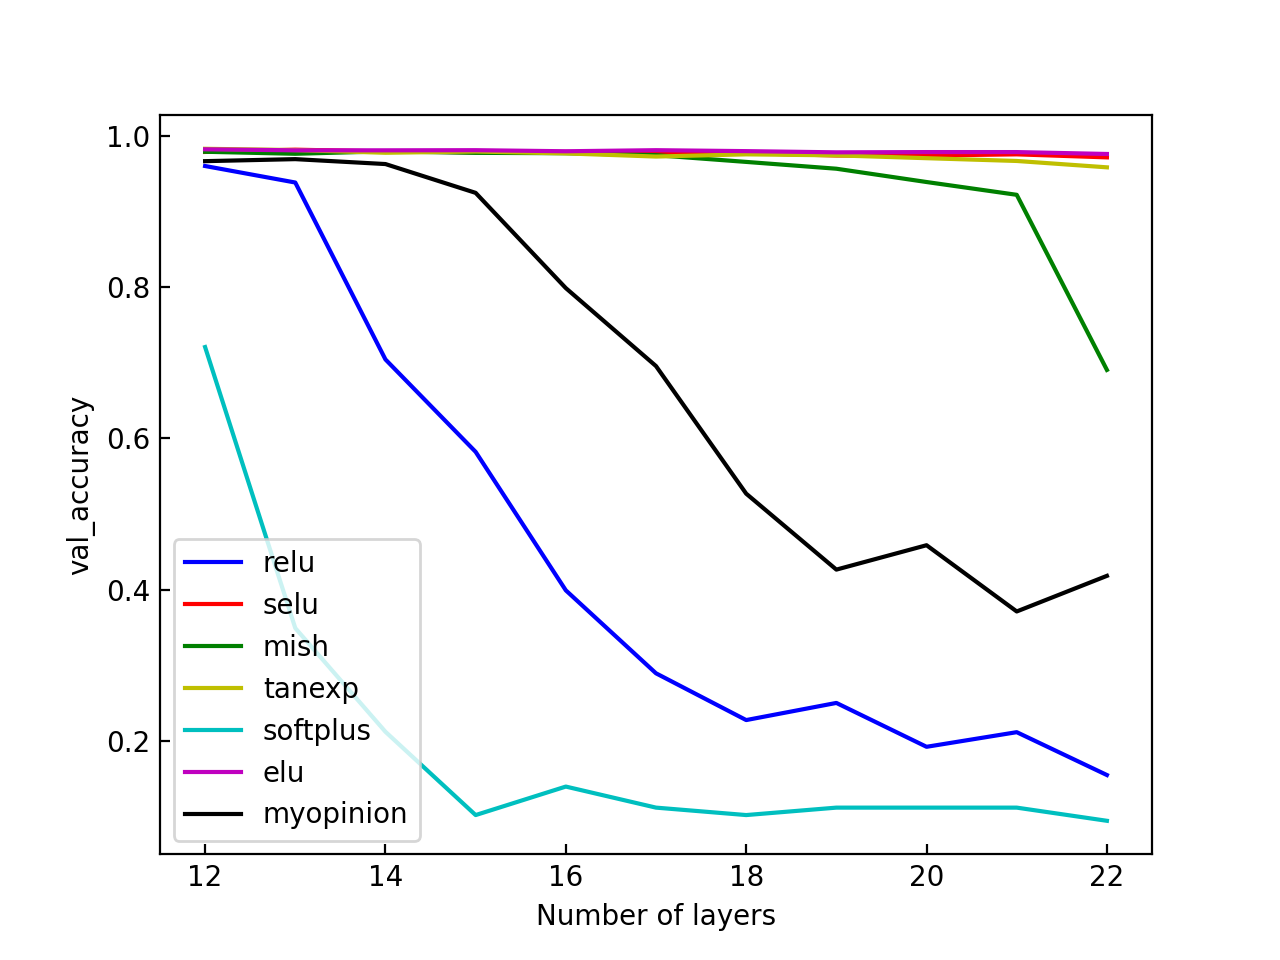 1.0
0.8
0.6
0.4
0.2
val_accuracy
relu
selu
mish
tanexp
softplus
elu
myopinion
12 14 16 18 20 22
Number of layers